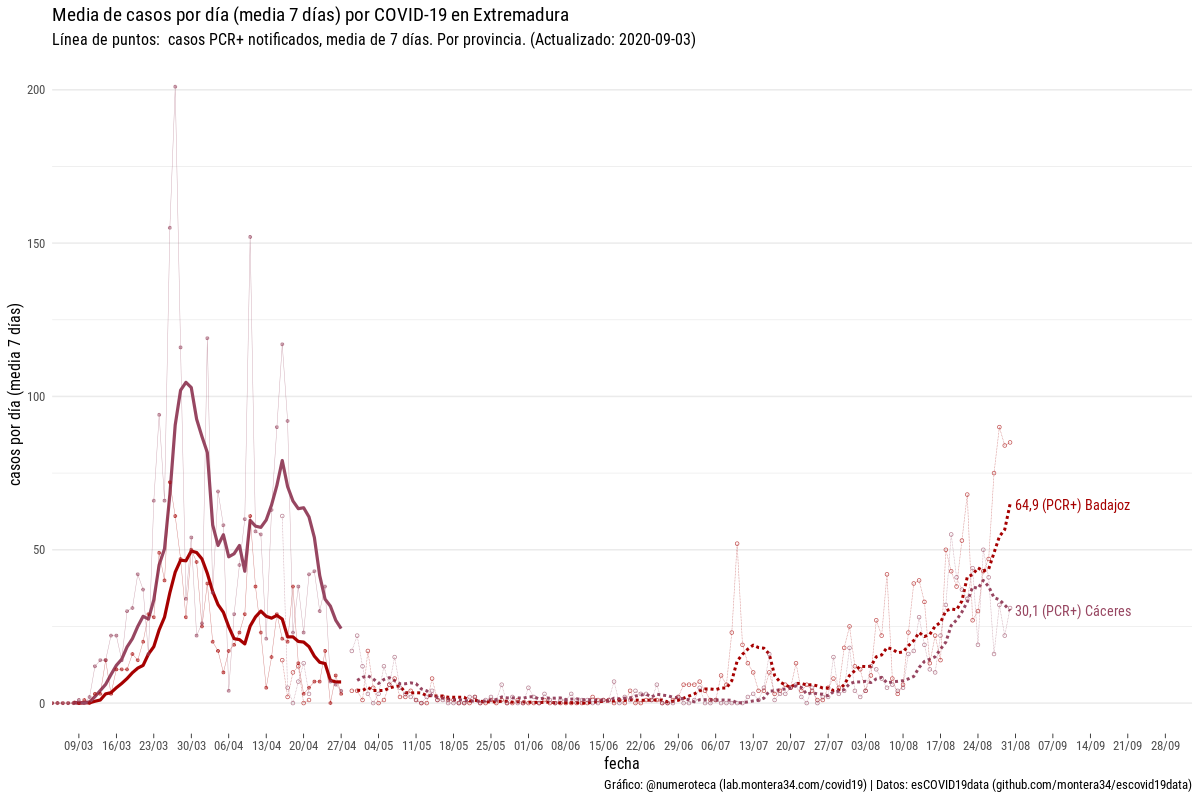 Media de casos por día (media 7 días) por COVID-19 en Extremadura
Línea de puntos:  casos PCR+ notificados, media de 7 días. Por provincia. (Actualizado: 2020-09-03)
casos por día (media 7 días)
200
150
100
50
0
64,9 (PCR+) Badajoz
30,1 (PCR+) Cáceres
09/03 16/03 23/03 30/03 06/04 13/04 20/04 27/04 04/05 11/05 18/05 25/05 01/06 08/06 15/06 22/06 29/06 06/07 13/07 20/07 27/07 03/08 10/08 17/08 24/08 31/08 07/09 14/09 21/09 28/09
fecha
Gráfico: @numeroteca (lab.montera34.com/covid19) | Datos: esCOVID19data (github.com/montera34/escovid19data)